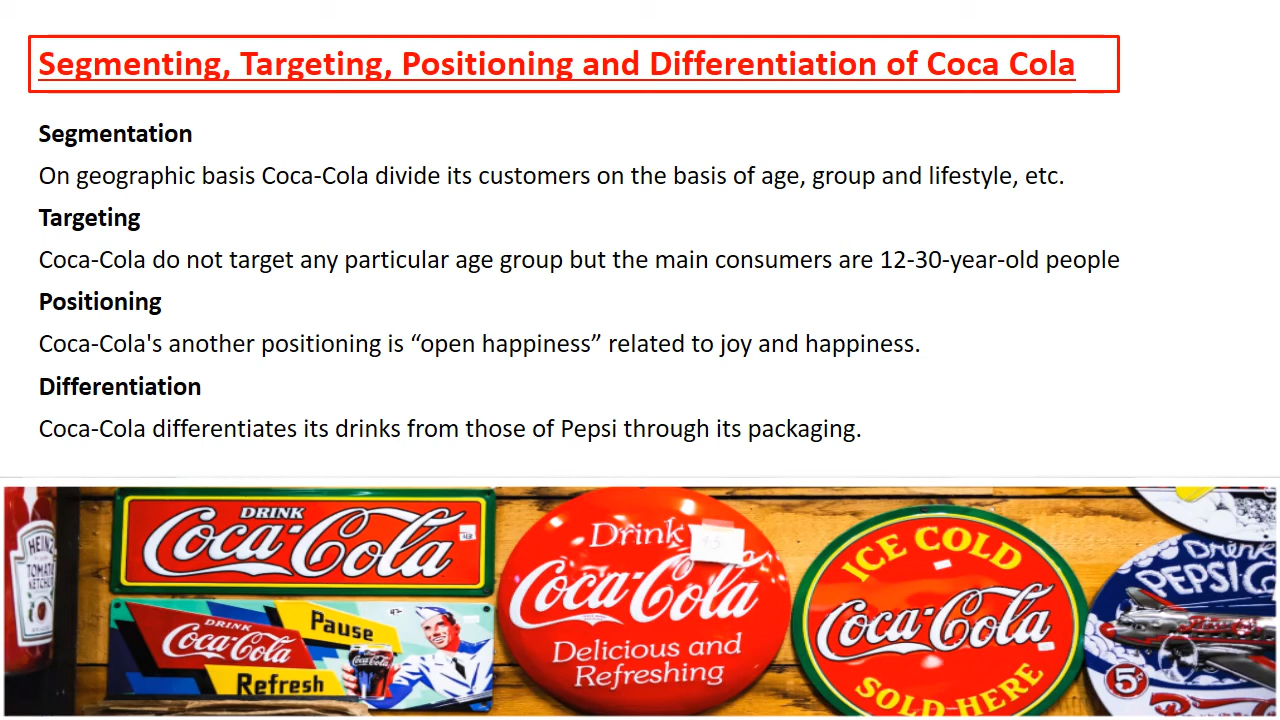 Segmenting, Targeting, Positioning and Differentiation of Coca Cola
Segmentation
On geographic basis Coca-Cola divide its customers on the basis of age, group and lifestyle, etc.
Targeting
Coca-Cola do not target any particular age group but the main consumers are 12-30-year-old people
Positioning
Coca-Cola's another positioning is “open happiness” related to joy and happiness.
Differentiation
Coca-Cola differentiates its drinks from those of Pepsi through its packaging.
HEINZ
TOMATO
KETCHUP
DRINK
Coca-Cola
DRINK
Coca-Cola
Pause
Coca-Cola
Refresh
Drink
Coca-Cola
Delicious and
Refreshing
ICE COLD
Coca-Cola
SOLD HERE
Drink
PEPSI
5¢